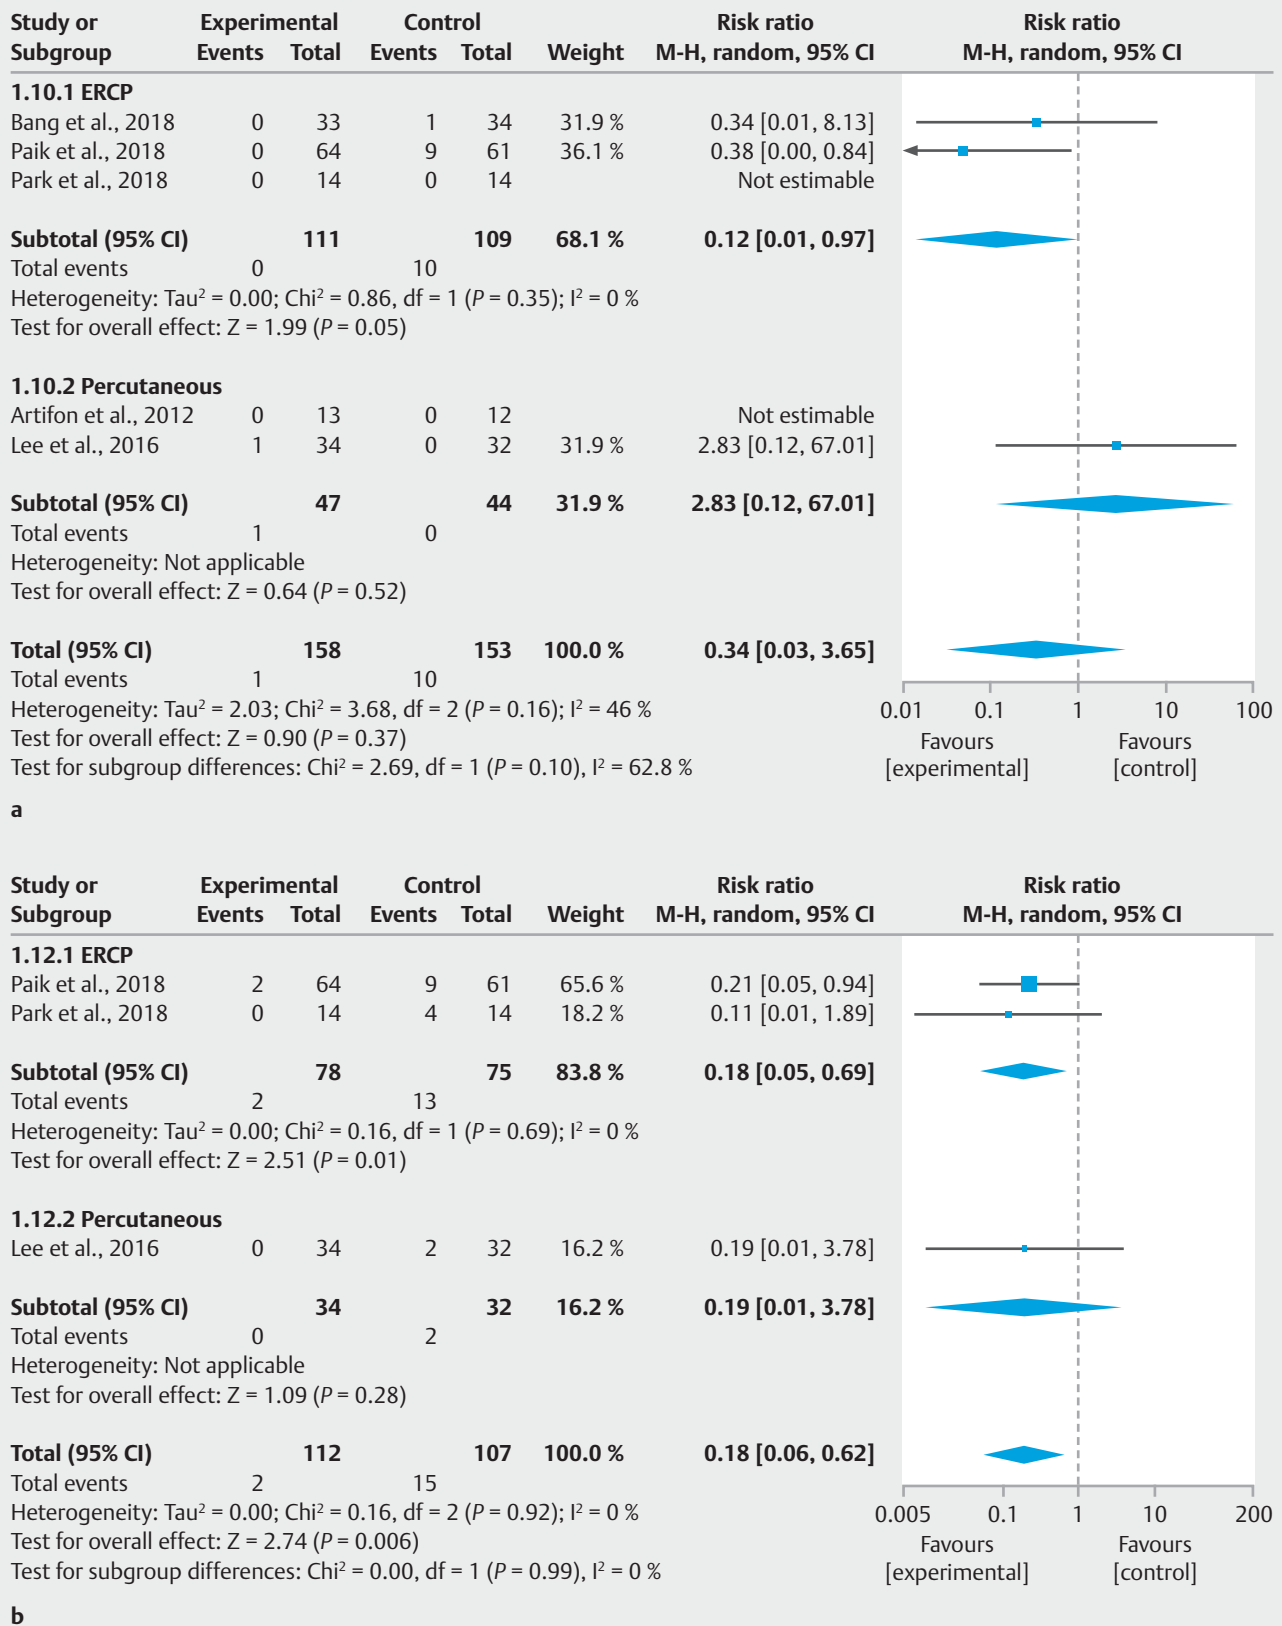 Study or Experimental Control Risk ratio Risk ratio
Subgroup Events Total Events Total Weight M-H, random, 95% CI M-H, random, 95% CI
1.10.1 ERCP
Bang et al., 2018 0 33 1 34 31.9 % 0.34 [0.01, 8.13]
Paik et al., 2018 0 64 9 61 36.1 % 0.38 [0.00, 0.84]
Park et al., 2018 0 14 0 14 Not estimable
Subtotal (95% CI) 111 109 68.1 % 0.12 [0.01, 0.97]
Total events 0 10
Heterogeneity: Tau² = 0.00; Chi² = 0.86, df = 1 (P = 0.35); I² = 0 %
Test for overall effect: Z = 1.99 (P = 0.05)
1.10.2 Percutaneous
Artifon et al., 2012 0 13 0 12 Not estimable
Lee et al., 2016 1 34 0 32 31.9 % 2.83 [0.12, 67.01]
Subtotal (95% CI) 47 44 31.9 % 2.83 [0.12, 67.01]
Total events 1 0
Heterogeneity: Not applicable
Test for overall effect: Z = 0.64 (P = 0.52)
Total (95% CI) 158 153 100.0 % 0.34 [0.03, 3.65]
Total events 1 10
Heterogeneity: Tau² = 2.03; Chi² = 3.68, df = 2 (P = 0.16); I² = 46 %
Test for overall effect: Z = 0.90 (P = 0.37)
Test for subgroup differences: Chi² = 2.69, df = 1 (P = 0.10), I² = 62.8 %
0.01 0.1 1 10 100
Favours Favours
[experimental] [control]
a
Study or Experimental Control Risk ratio Risk ratio
Subgroup Events Total Events Total Weight M-H, random, 95% CI M-H, random, 95% CI
1.12.1 ERCP
Paik et al., 2018 2 64 9 61 65.6 % 0.21 [0.05, 0.94]
Park et al., 2018 0 14 4 14 18.2 % 0.11 [0.01, 1.89]
Subtotal (95% CI) 78 75 83.8 % 0.18 [0.05, 0.69]
Total events 2 13
Heterogeneity: Tau² = 0.00; Chi² = 0.16, df = 1 (P = 0.69); I² = 0 %
Test for overall effect: Z = 2.51 (P = 0.01)
1.12.2 Percutaneous
Lee et al., 2016 0 34 2 32 16.2 % 0.19 [0.01, 3.78]
Subtotal (95% CI) 34 32 16.2 % 0.19 [0.01, 3.78]
Total events 0 2
Heterogeneity: Not applicable
Test for overall effect: Z = 1.09 (P = 0.28)
Total (95% CI) 112 107 100.0 % 0.18 [0.06, 0.62]
Total events 2 15
Heterogeneity: Tau² = 0.00; Chi² = 0.16, df = 2 (P = 0.92); I² = 0 %
Test for overall effect: Z = 2.74 (P = 0.006)
Test for subgroup differences: Chi² = 0.00, df = 1 (P = 0.99), I² = 0 %
0.005 0.1 1 10 200
Favours Favours
[experimental] [control]
b